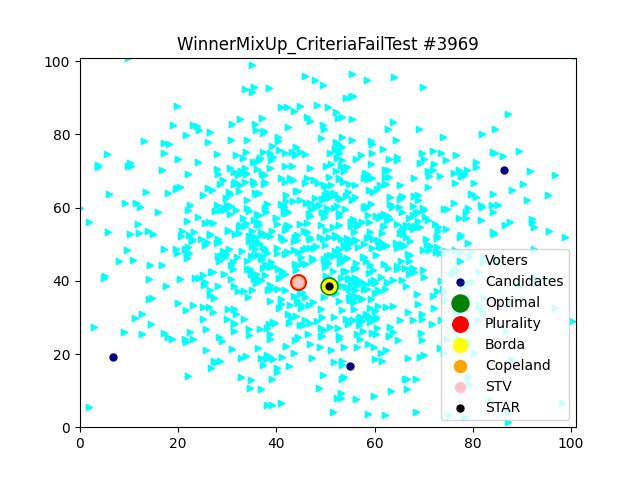 WinnerMixUp_CriteriaFailTest #3969
100
80
60
40
20
0
0 20 40 60 80 100
Voters
Candidates
Optimal
Plurality
Borda
Copeland
STV
STAR